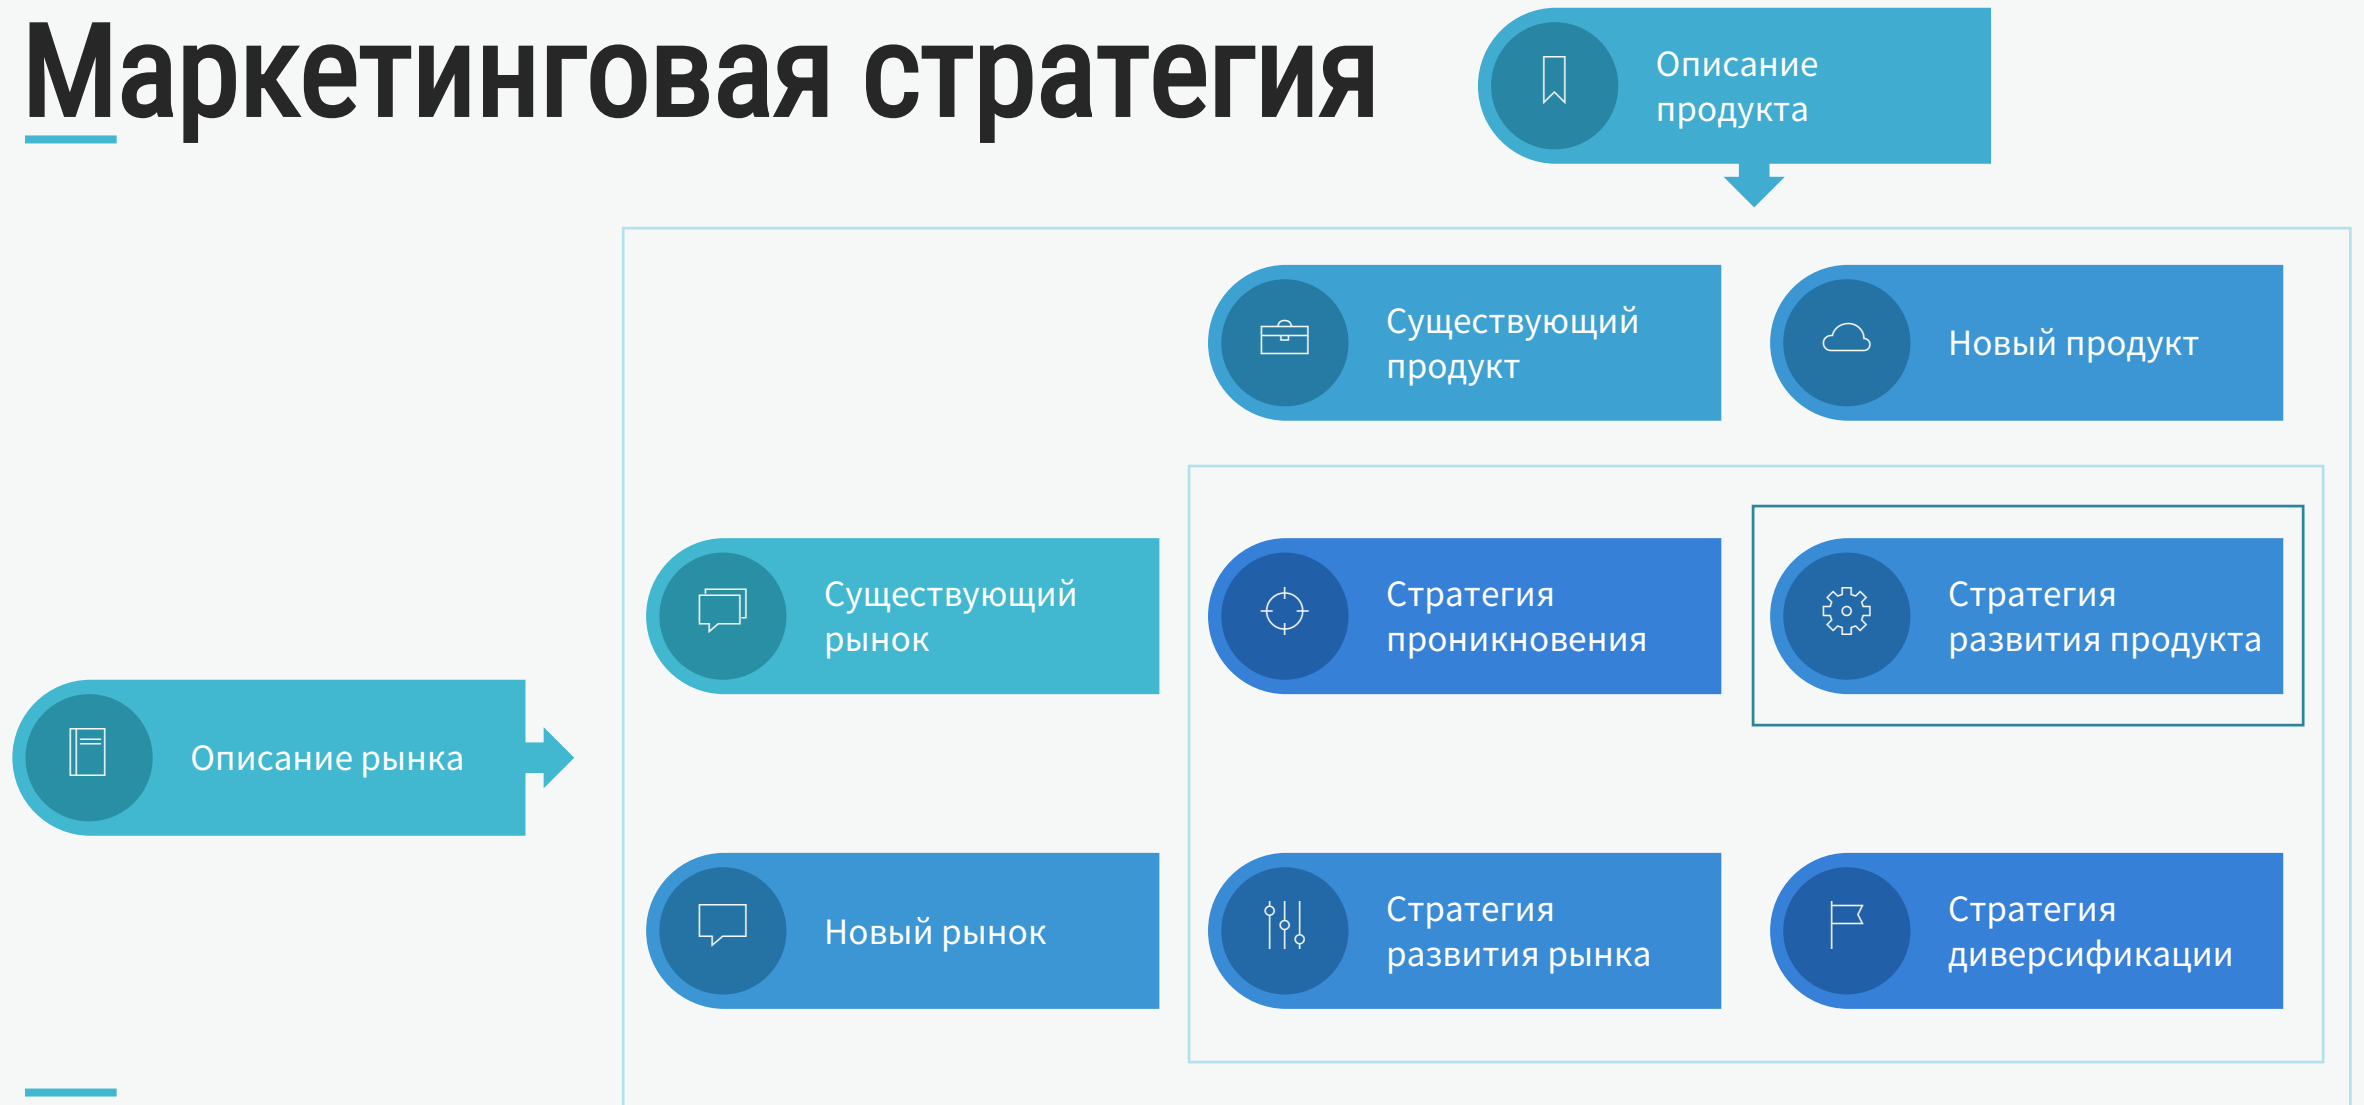 Маркетинговая стратегия
Описание
продукта
Существующий
продукт
Новый продукт
Существующий
рынок
Стратегия
проникновения
Стратегия
развития продукта
Описание рынка
Новый рынок
Стратегия
развития рынка
Стратегия
диверсификации